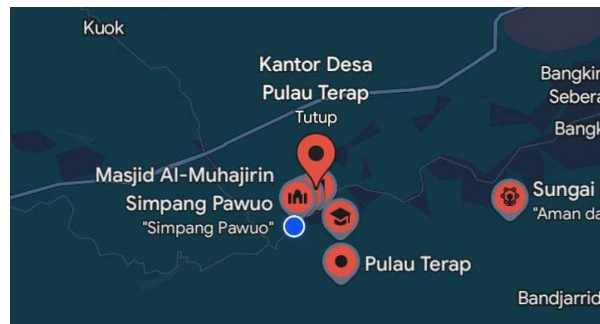 Kuok
Kantor Desa
Pulau Terap
Tutup
Masjid Al-Muhajirin
Simpang Pawuo
"Simpang Pawuo"
Pulau Terap
Sungai
"Aman da
Bangkin
Sebera
Bangk
Bandjarrid